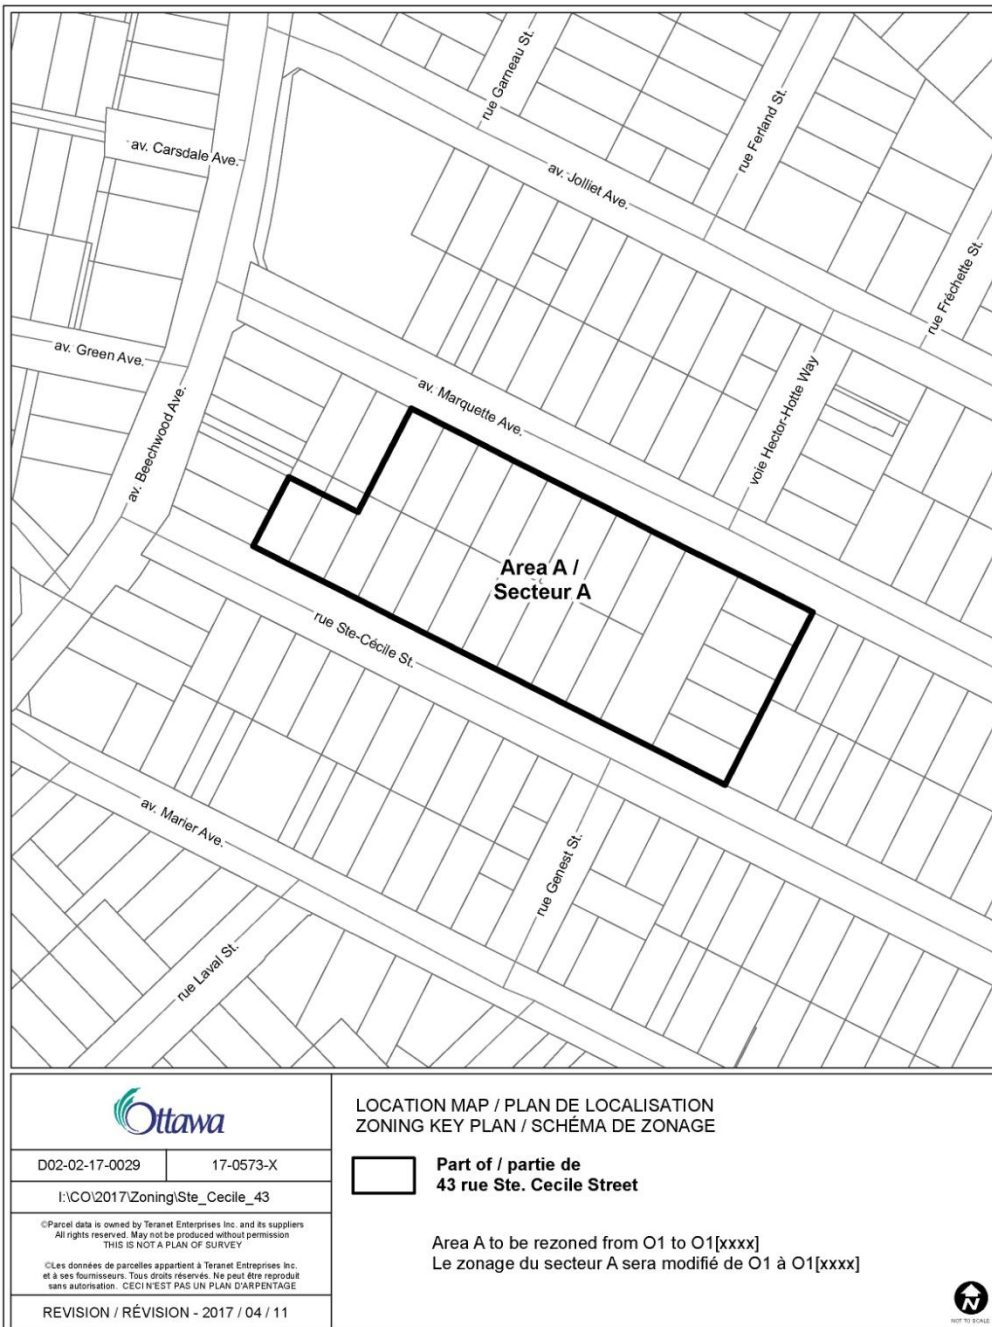 rue Garneau St.
rue Ferland St.
av. Carsdale Ave.
av. Jolliet Ave.
rue Fréchette St.
av. Green Ave.
av. Marquette Ave.
voie Hector-Hotte Way
av. Beechwood Ave.
Area A /
Secteur A
rue Ste-Cécile St.
av. Marier Ave.
rue Genest St.
rue Laval St.
Ottawa
D02-02-17-0029
17-0573-X
I:\CO\2017\Zoning\Ste_Cecile_43
©Parcel data is owned by Teranet Enterprises Inc. and its suppliers
All rights reserved. May not be produced without permission
THIS IS NOT A PLAN OF SURVEY
©Les données de parcelles appartient à Teranet Entreprises Inc.
et à ses fournisseurs. Tous droits réservés. Ne peut être reproduit
sans autorisation. CECI N'EST PAS UN PLAN D'ARPENTAGE
REVISION / RÉVISION - 2017 / 04 / 11
LOCATION MAP / PLAN DE LOCALISATION
ZONING KEY PLAN / SCHÉMA DE ZONAGE
Part of / partie de
43 rue Ste. Cecile Street
Area A to be rezoned from O1 to O1[xxxx]
Le zonage du secteur A sera modifié de O1 à O1[xxxx]
N
NOT TO SCALE